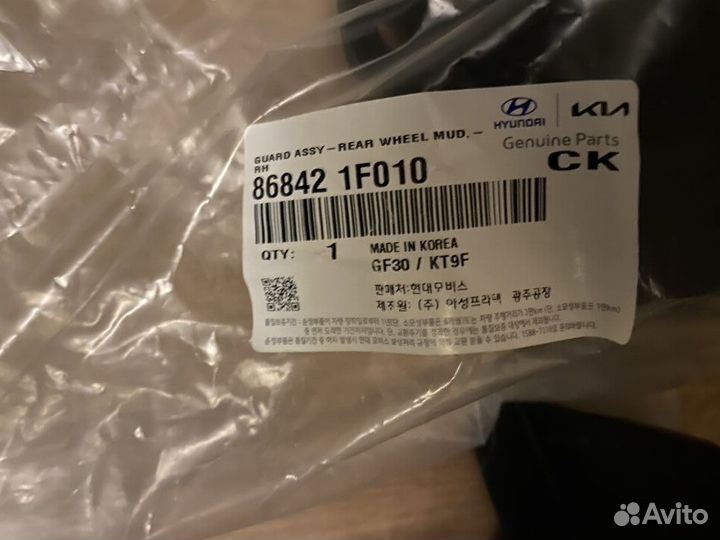 HYUNDAI KIA
Genuine Parts
CK
GUARD ASSY-REAR WHEEL MUD.-
RH
86842 1F010
QTY: 1
MADE IN KOREA
GF30 / KT9F
판매처:현대모비스
제조원: (주) 아성프라텍 광주공장
Avito